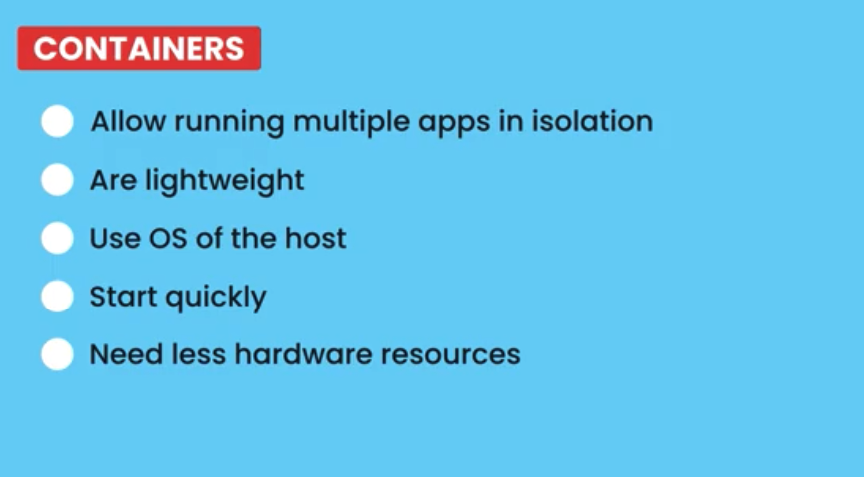 CONTAINERS
Allow running multiple apps in isolation
Are lightweight
Use OS of the host
Start quickly
Need less hardware resources